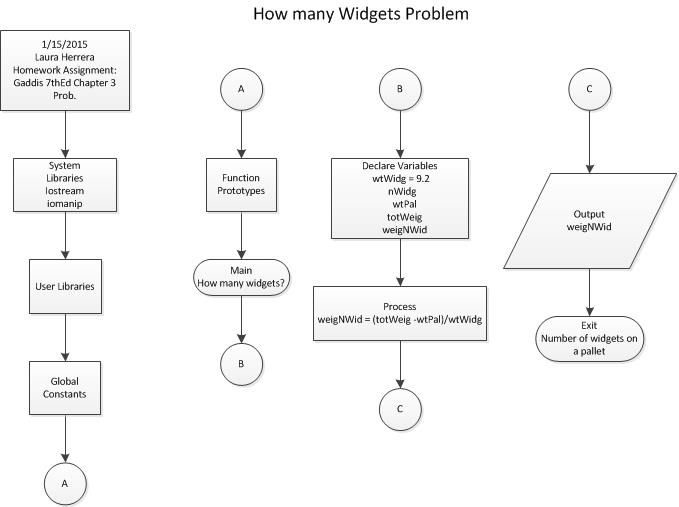 How many Widgets Problem
1/15/2015
Laura Herrera
Homework Assignment:
Gaddis 7thEd Chapter 3
Prob.
System
Libraries
Iostream
iomanip
User Libraries
Global
Constants
A
A
Function
Prototypes
Main
How many widgets?
B
B
Declare Variables
wtWidg = 9.2
nWidg
wtPal
totWeig
weigNWid
Process
weigNWid = (totWeig -wtPal)/wtWidg
C
C
Output
weigNWid
Exit
Number of widgets on
a pallet